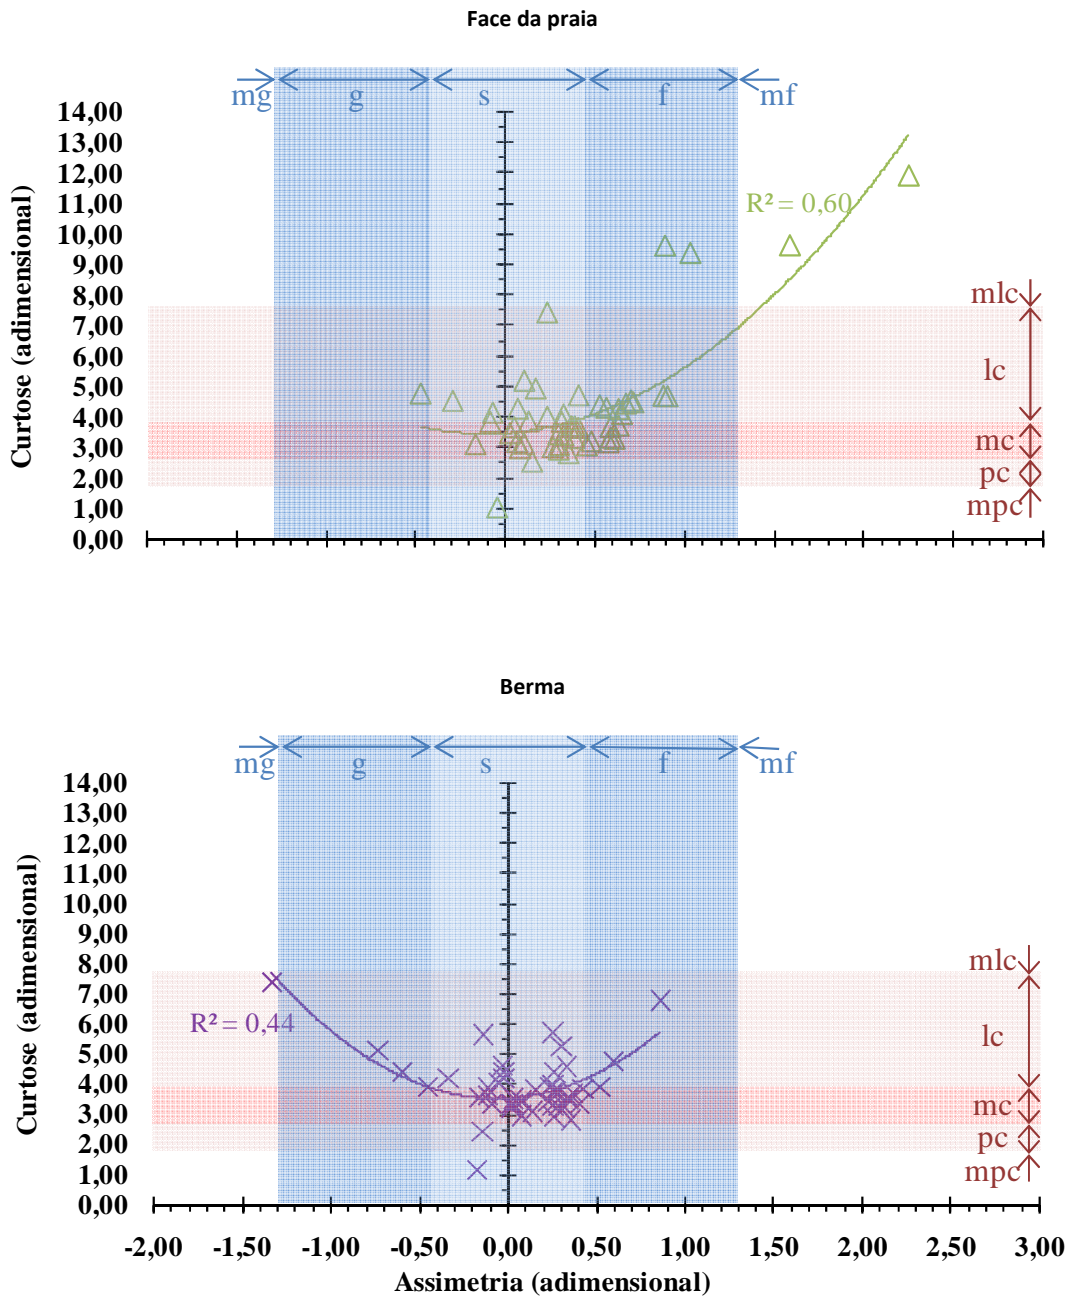 Face da praia
mg g s f mf
14,00
13,00
12,00
11,00
10,00
9,00
8,00
7,00
6,00
5,00
4,00
3,00
2,00
1,00
0,00
Curtose (adimensional)
R² = 0,60
mlc
lc
mc
pc
mpc
Berma
mg g s f mf
14,00
13,00
12,00
11,00
10,00
9,00
8,00
7,00
6,00
5,00
4,00
3,00
2,00
1,00
0,00
Curtose (adimensional)
R² = 0,44
mlc
lc
mc
pc
mpc
-2,00 -1,00 -0,50 0,00 0,50 1,00 1,50 2,00 2,50 3,00
Assimetria (adimensional)